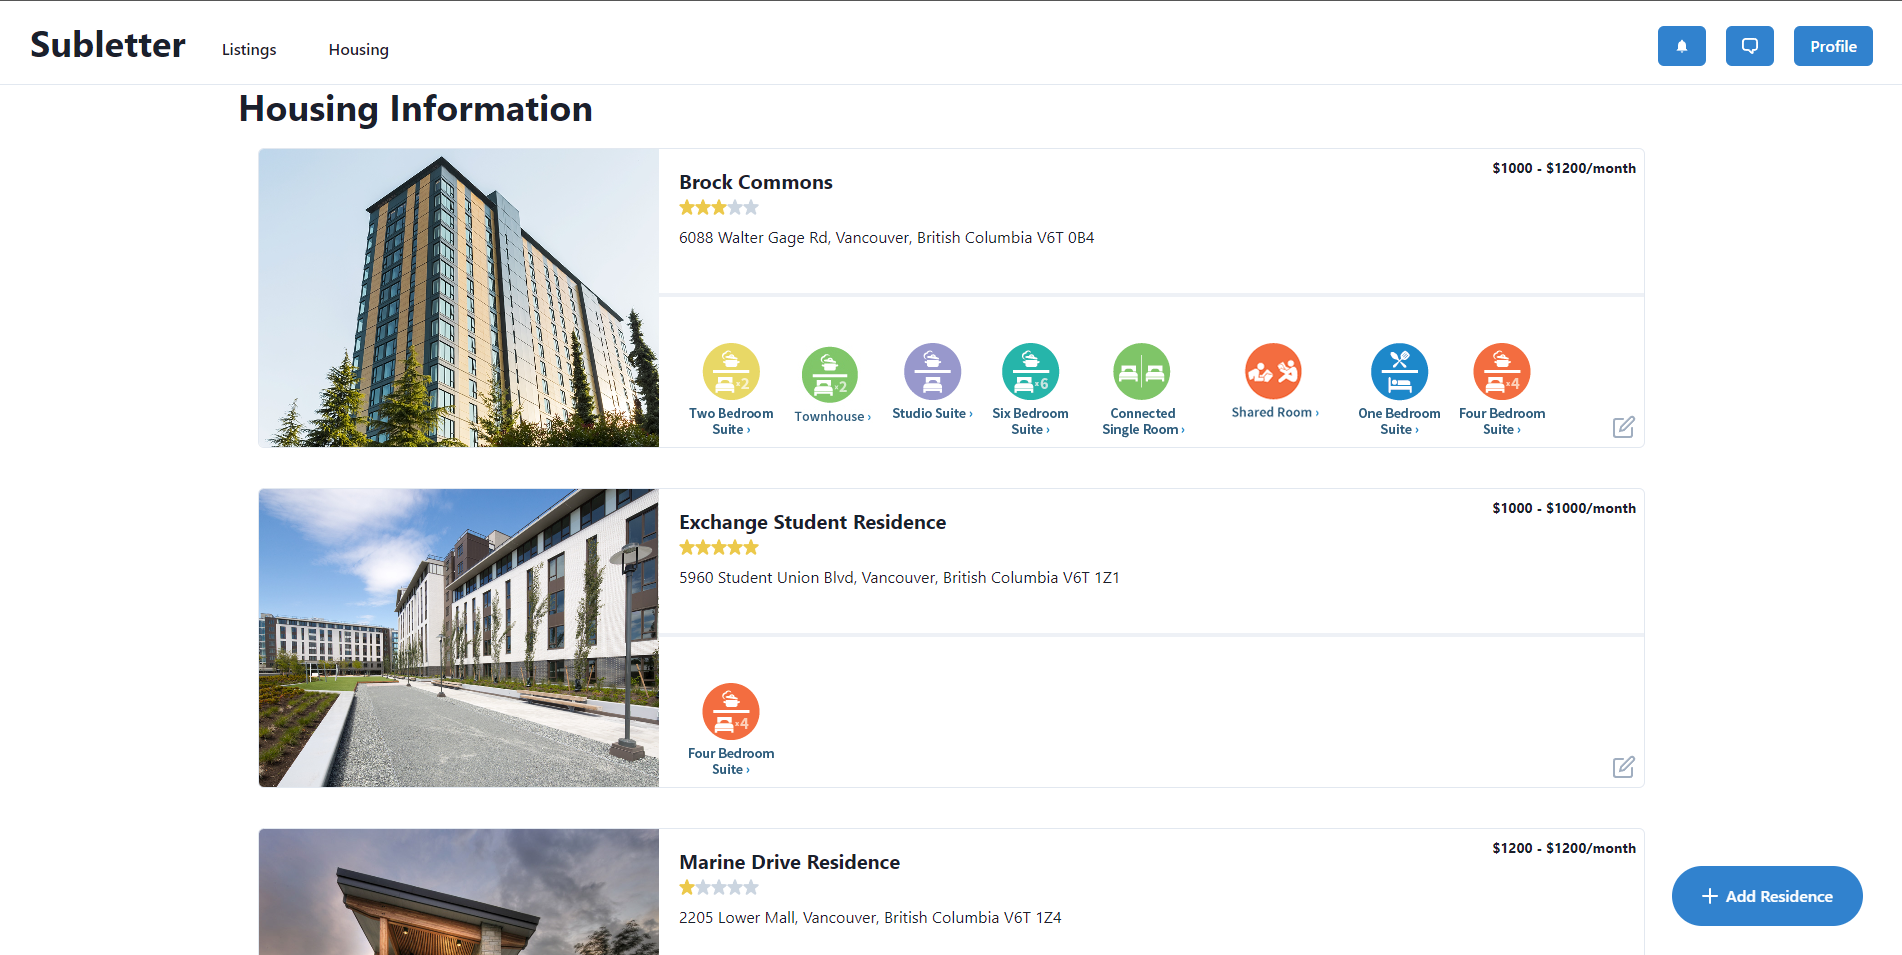 Subletter
Listings
Housing
Profile
Housing Information
$1000 - $1200/month
Brock Commons
6088 Walter Gage Rd, Vancouver, British Columbia V6T 0B4
×2
×2
×6
×4
Two Bedroom
Suite ›
Townhouse ›
Studio Suite ›
Six Bedroom
Suite ›
Connected
Single Room ›
Shared Room ›
One Bedroom
Suite ›
Four Bedroom
Suite ›
$1000 - $1000/month
Exchange Student Residence
5960 Student Union Blvd, Vancouver, British Columbia V6T 1Z1
×4
Four Bedroom
Suite ›
$1200 - $1200/month
Marine Drive Residence
2205 Lower Mall, Vancouver, British Columbia V6T 1Z4
+ Add Residence